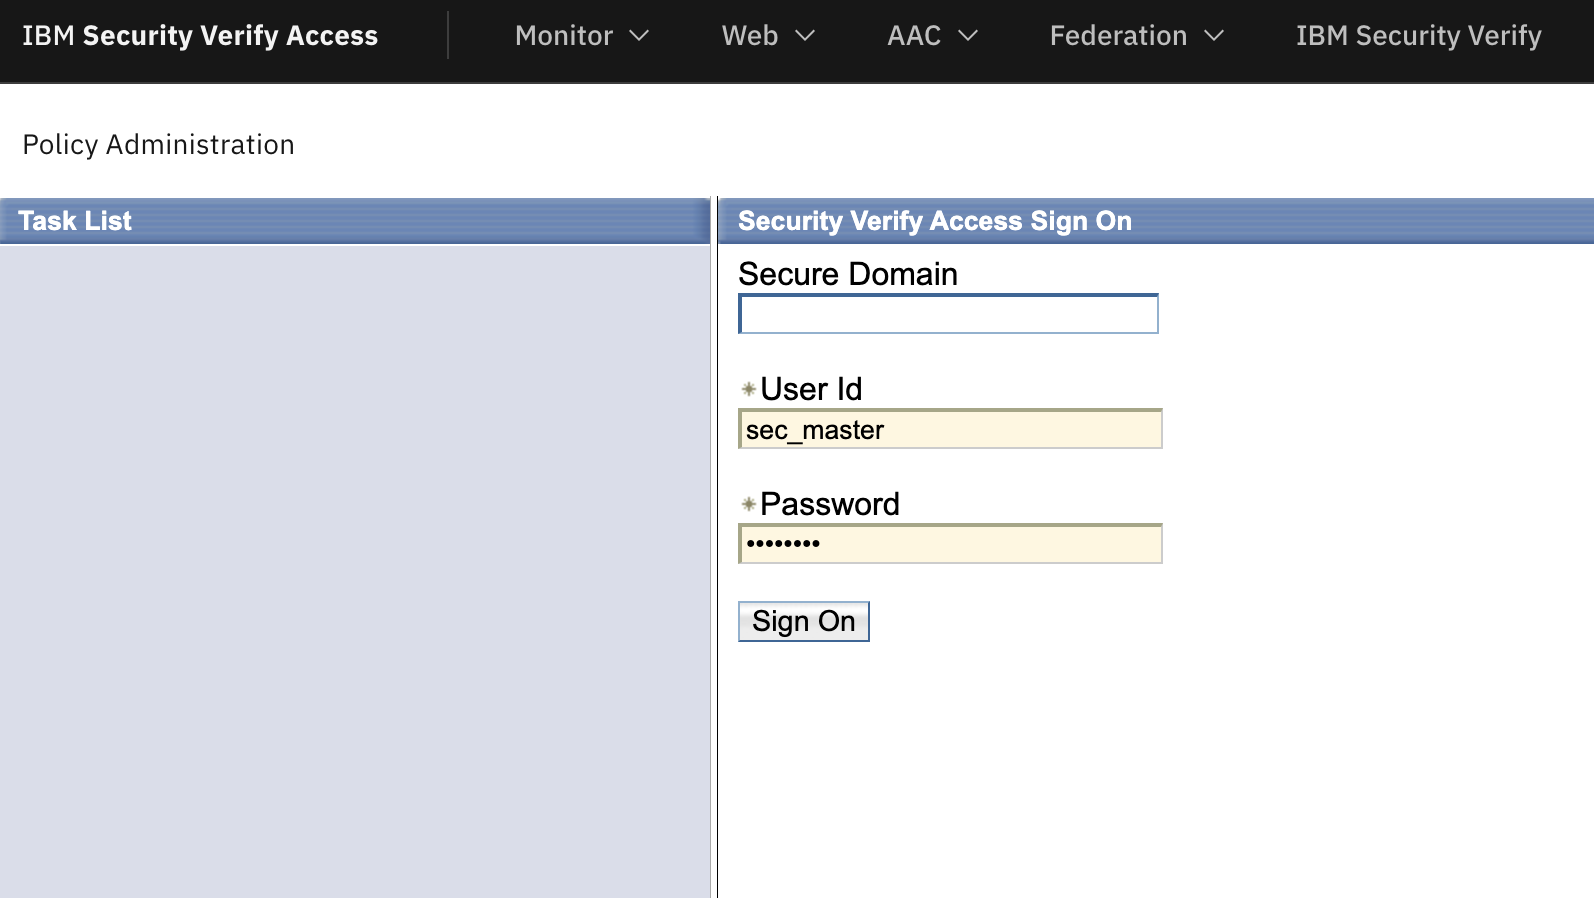 IBM Security Verify Access Monitor Web AAC Federation IBM Security Verify
Policy Administration
Task List
Security Verify Access Sign On
Secure Domain
*User Id
sec_master
*Password
••••••••
Sign On